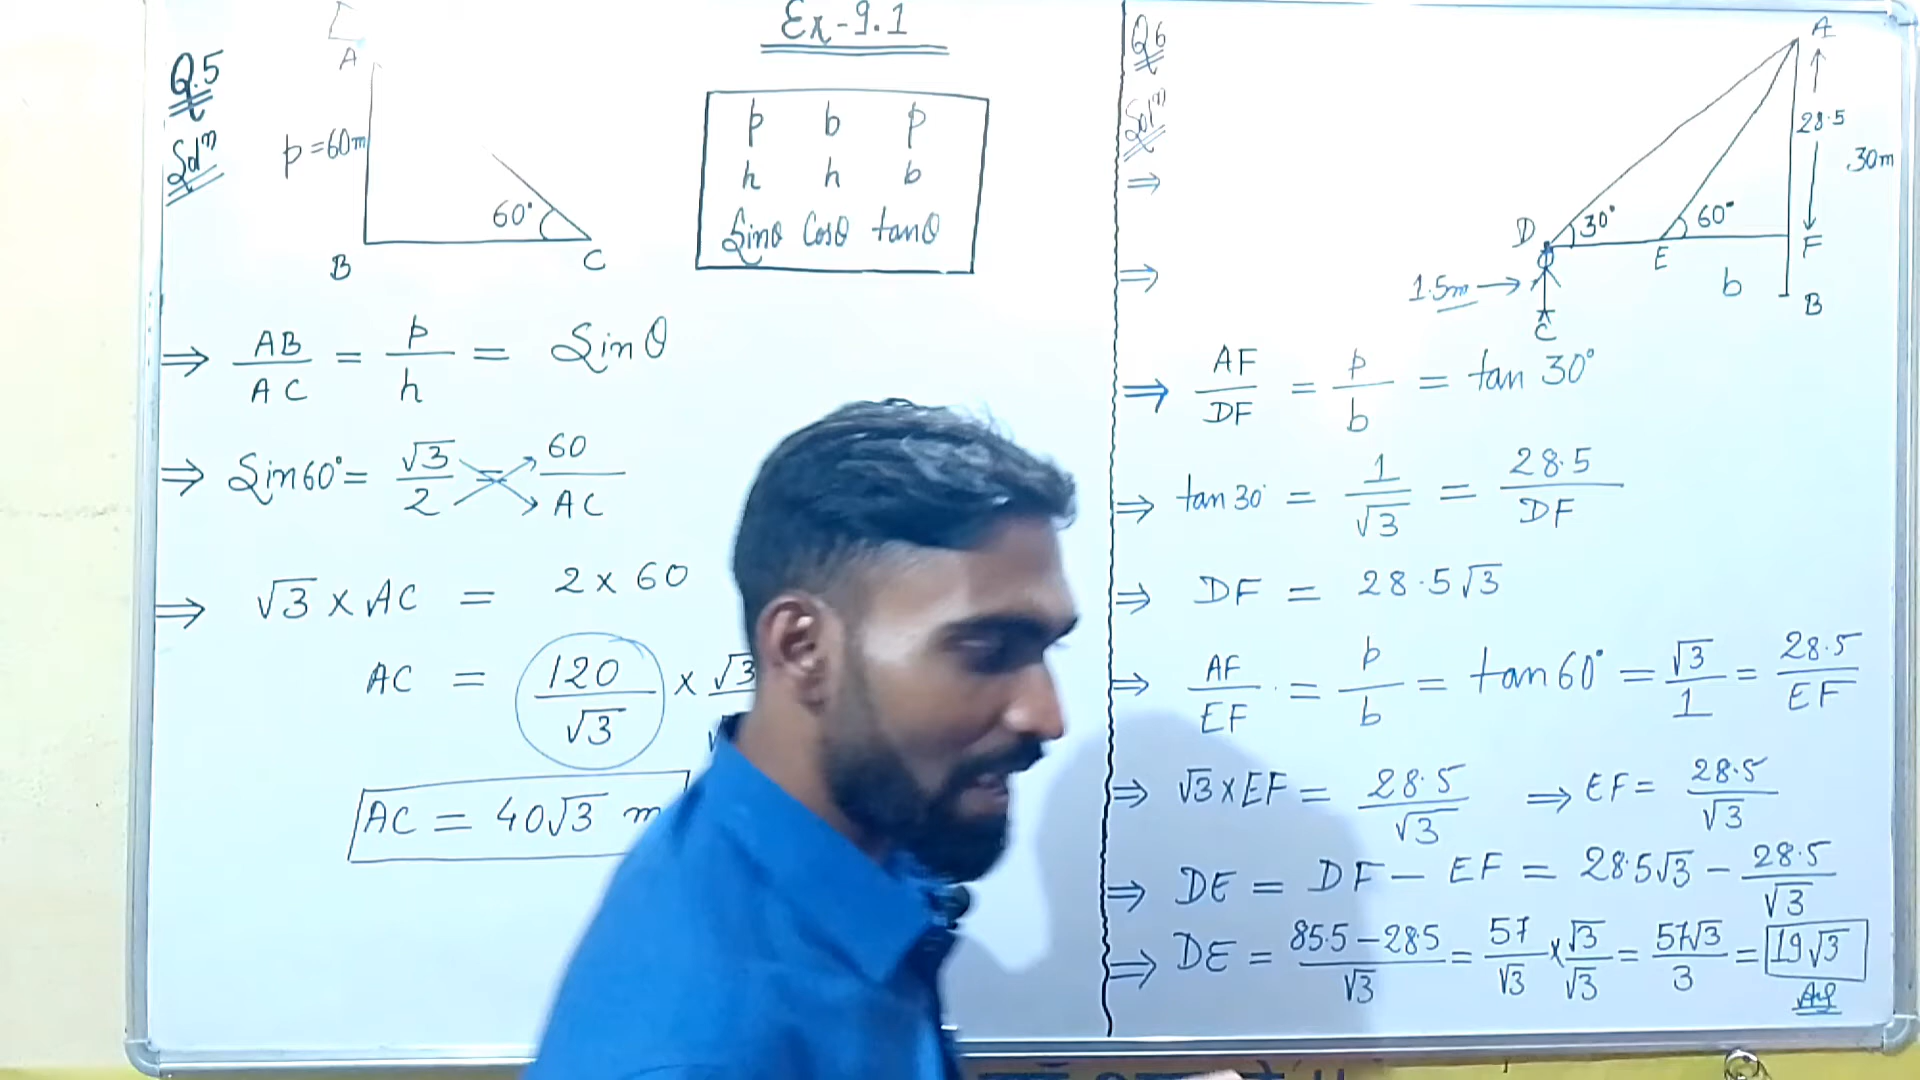 Ex-9.1
Q.5
Solⁿ
A
p = 60m
60°
B
C
p b p
h h b
Sinθ Cosθ tanθ
⇒ AB/AC = p/h = Sinθ
⇒ Sin60° = √3/2 = 60/AC
⇒ √3 × AC = 2 × 60
AC = 120/√3 × √3
AC = 40√3 m
Q6
Solⁿ
⇒
⇒
A
28.5
30m
D
30°
60°
E
F
1.5m →
b
B
C
⇒ AF/DF = p/b = tan 30°
⇒ tan30° = 1/√3 = 28.5/DF
⇒ DF = 28.5√3
⇒ AF/EF = p/b = tan60° = √3/1 = 28.5/EF
⇒ √3×EF = 28.5/√3 ⇒ EF = 28.5/√3
⇒ DE = DF − EF = 28.5√3 − 28.5/√3
⇒ DE = 85.5 − 28.5/√3 = 57/√3 × √3/√3 = 57√3/3 = 19√3
Ans